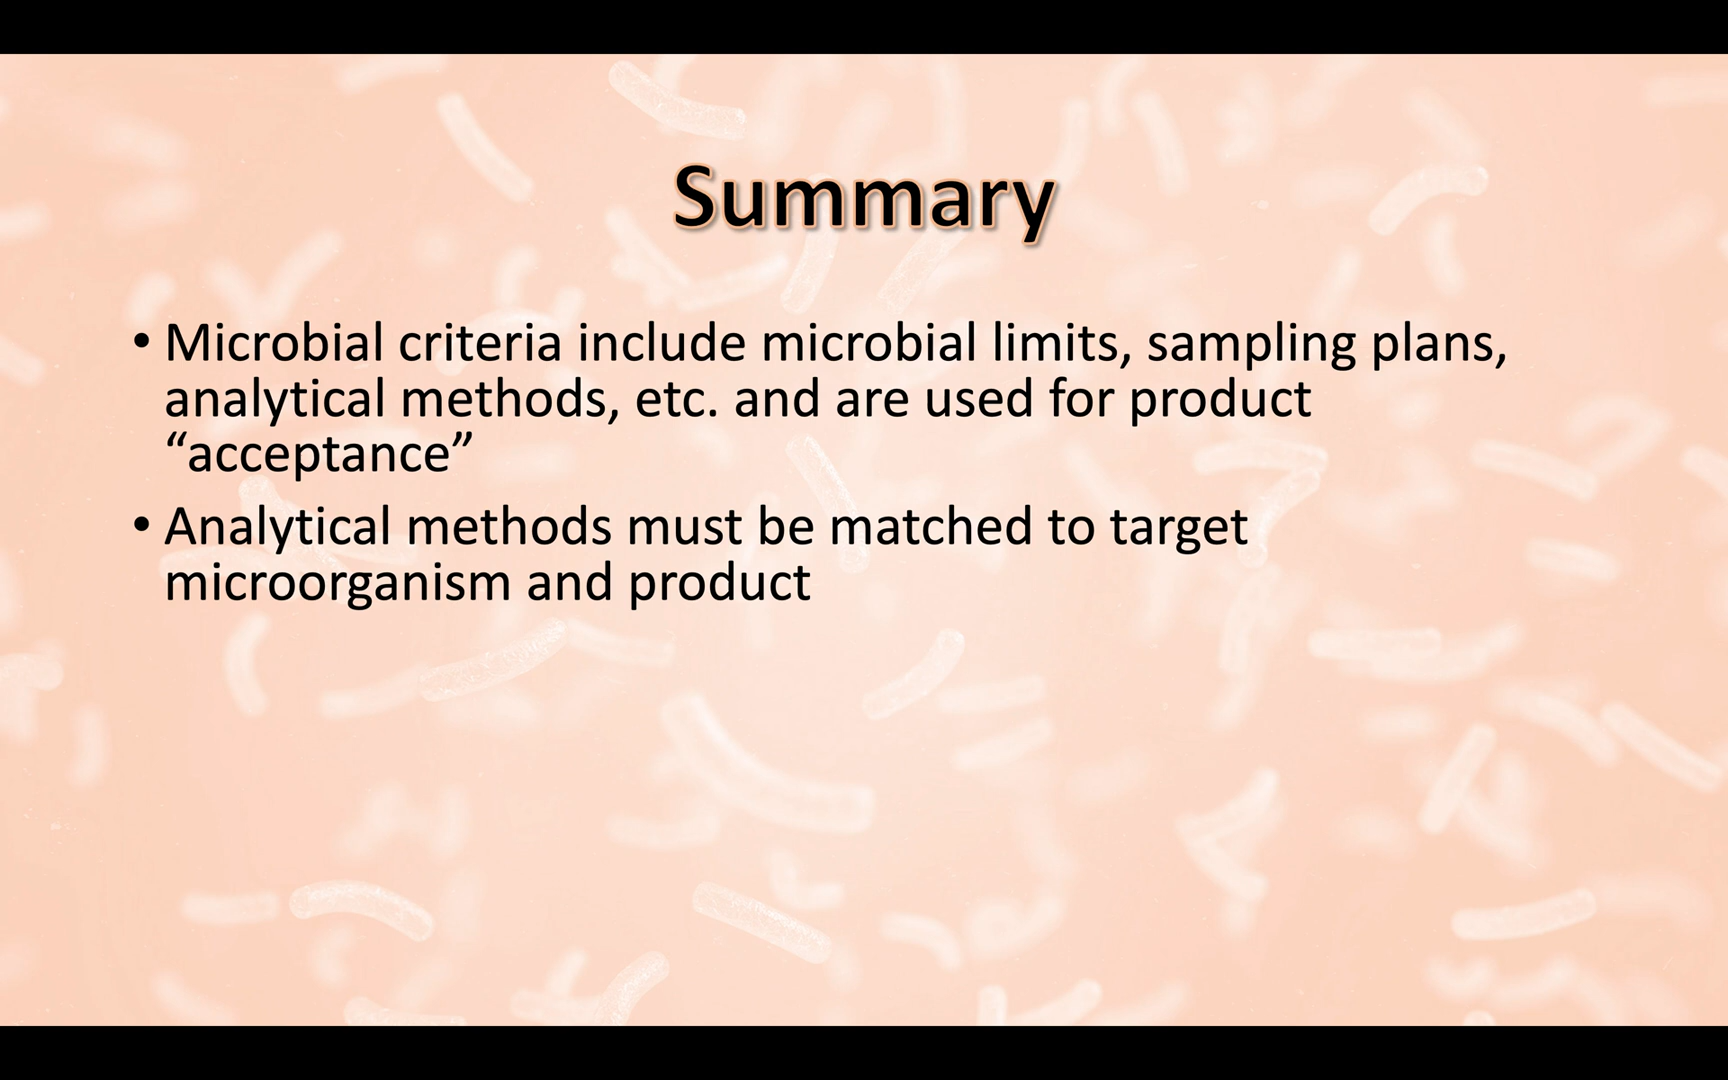 Summary
• Microbial criteria include microbial limits, sampling plans,
analytical methods, etc. and are used for product
“acceptance”
• Analytical methods must be matched to target
microorganism and product